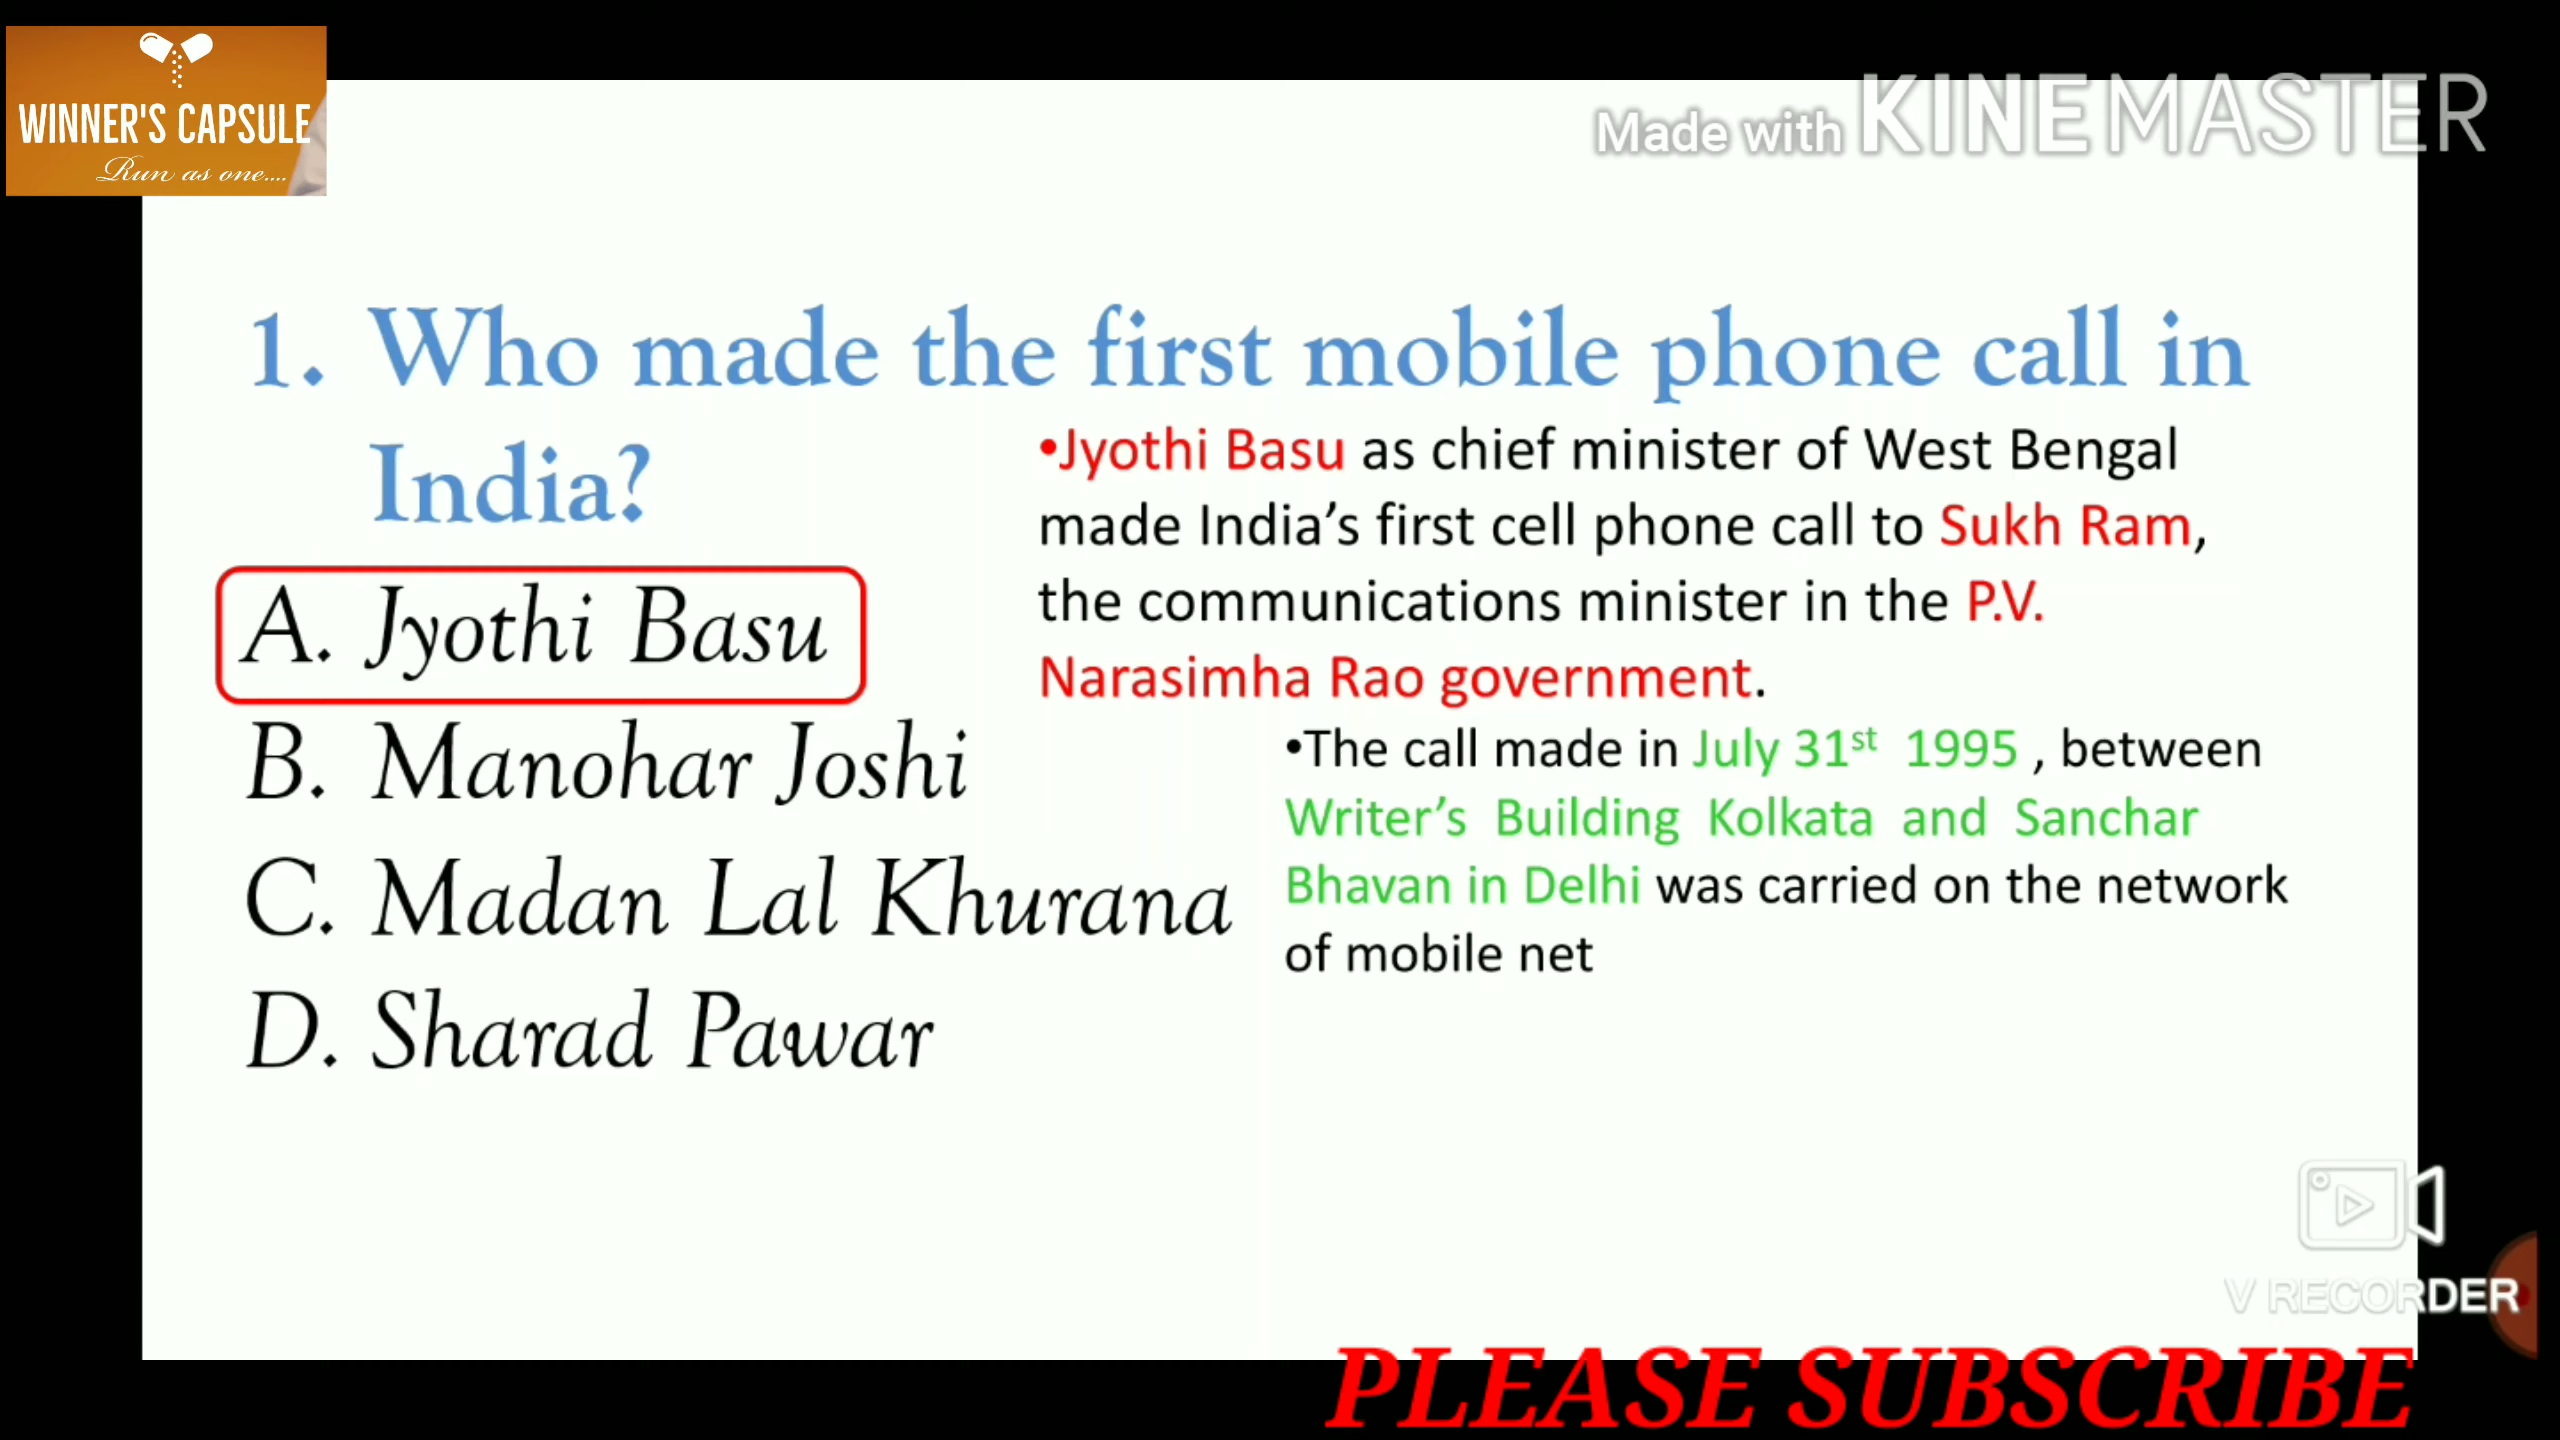 WINNER'S CAPSULE
Run as one....
Made with KINEMASTER
1. Who made the first mobile phone call in
India?
A. Jyothi Basu
B. Manohar Joshi
C. Madan Lal Khurana
D. Sharad Pawar
•Jyothi Basu as chief minister of West Bengal
made India’s first cell phone call to Sukh Ram,
the communications minister in the P.V.
Narasimha Rao government.
•The call made in July 31st 1995 , between
Writer’s Building Kolkata and Sanchar
Bhavan in Delhi was carried on the network
of mobile net
V RECORDER
PLEASE SUBSCRIBE